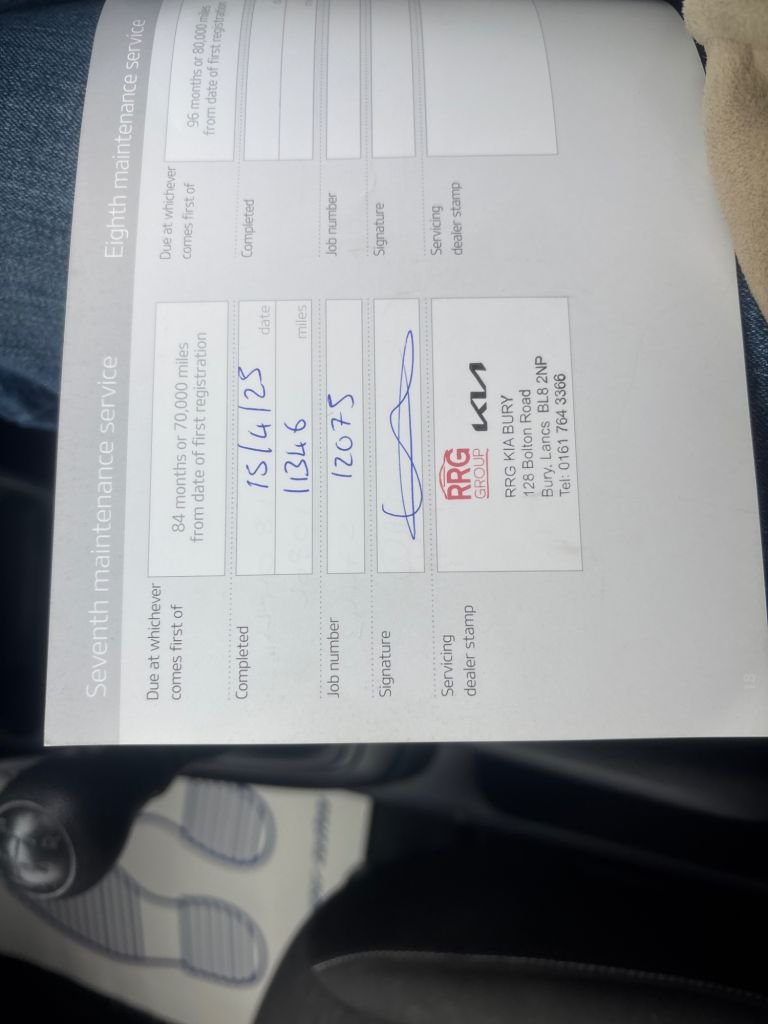 Seventh maintenance service
Due at whichever
comes first of
84 months or 70,000 miles
from date of first registration
Completed
15/4/25
date
11346
miles
Job number
12075
Signature
Servicing
dealer stamp
RRG
GROUP
KIA
RRG KIA BURY
128 Bolton Road
Bury, Lancs BL8 2NP
Tel: 0161 764 3366
Eighth maintenance service
Due at whichever
comes first of
96 months or 80,000 miles
from date of first registration
Completed
Job number
Signature
Servicing
dealer stamp
18